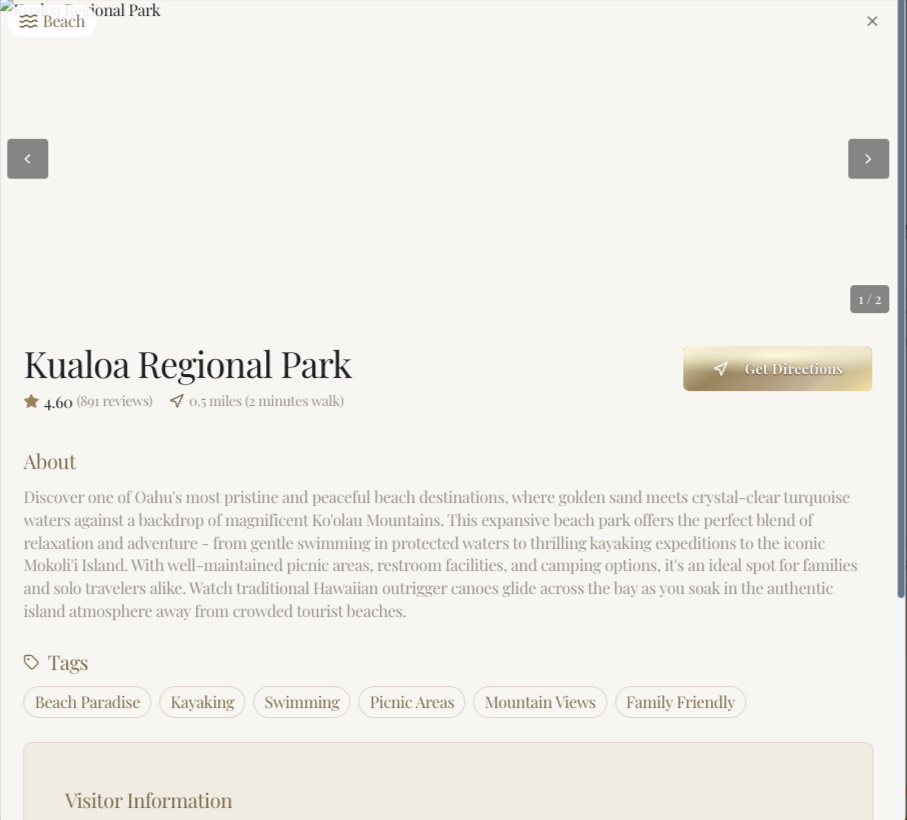 Kualoa Regional Park
Beach
1 / 2
Kualoa Regional Park
Get Directions
4.60 (891 reviews) 0.5 miles (2 minutes walk)
About
Discover one of Oahu's most pristine and peaceful beach destinations, where golden sand meets crystal-clear turquoise
waters against a backdrop of magnificent Ko'olau Mountains. This expansive beach park offers the perfect blend of
relaxation and adventure - from gentle swimming in protected waters to thrilling kayaking expeditions to the iconic
Mokoli'i Island. With well-maintained picnic areas, restroom facilities, and camping options, it's an ideal spot for families
and solo travelers alike. Watch traditional Hawaiian outrigger canoes glide across the bay as you soak in the authentic
island atmosphere away from crowded tourist beaches.
Tags
Beach Paradise Kayaking Swimming Picnic Areas Mountain Views Family Friendly
Visitor Information